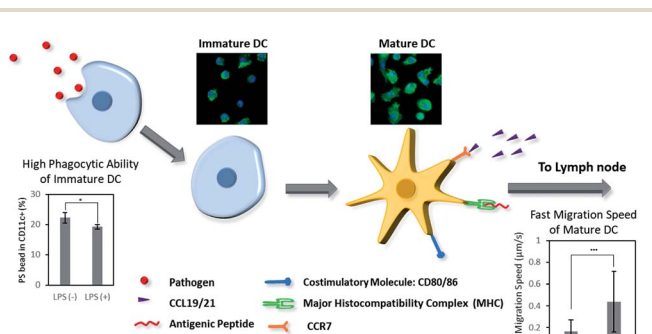 Immature DC
Mature DC
High Phagocytic Ability
of Immature DC
PS bead in CD11c+(%)
30
20
10
0
*
LPS (-) LPS (+)
To Lymph node
Fast Migration Speed
of Mature DC
Migration Speed (μm/s)
1
0.8
0.6
0.4
0.2
***
Pathogen
CCL19/21
Antigenic Peptide
Costimulatory Molecule: CD80/86
Major Histocompatibility Complex (MHC)
CCR7